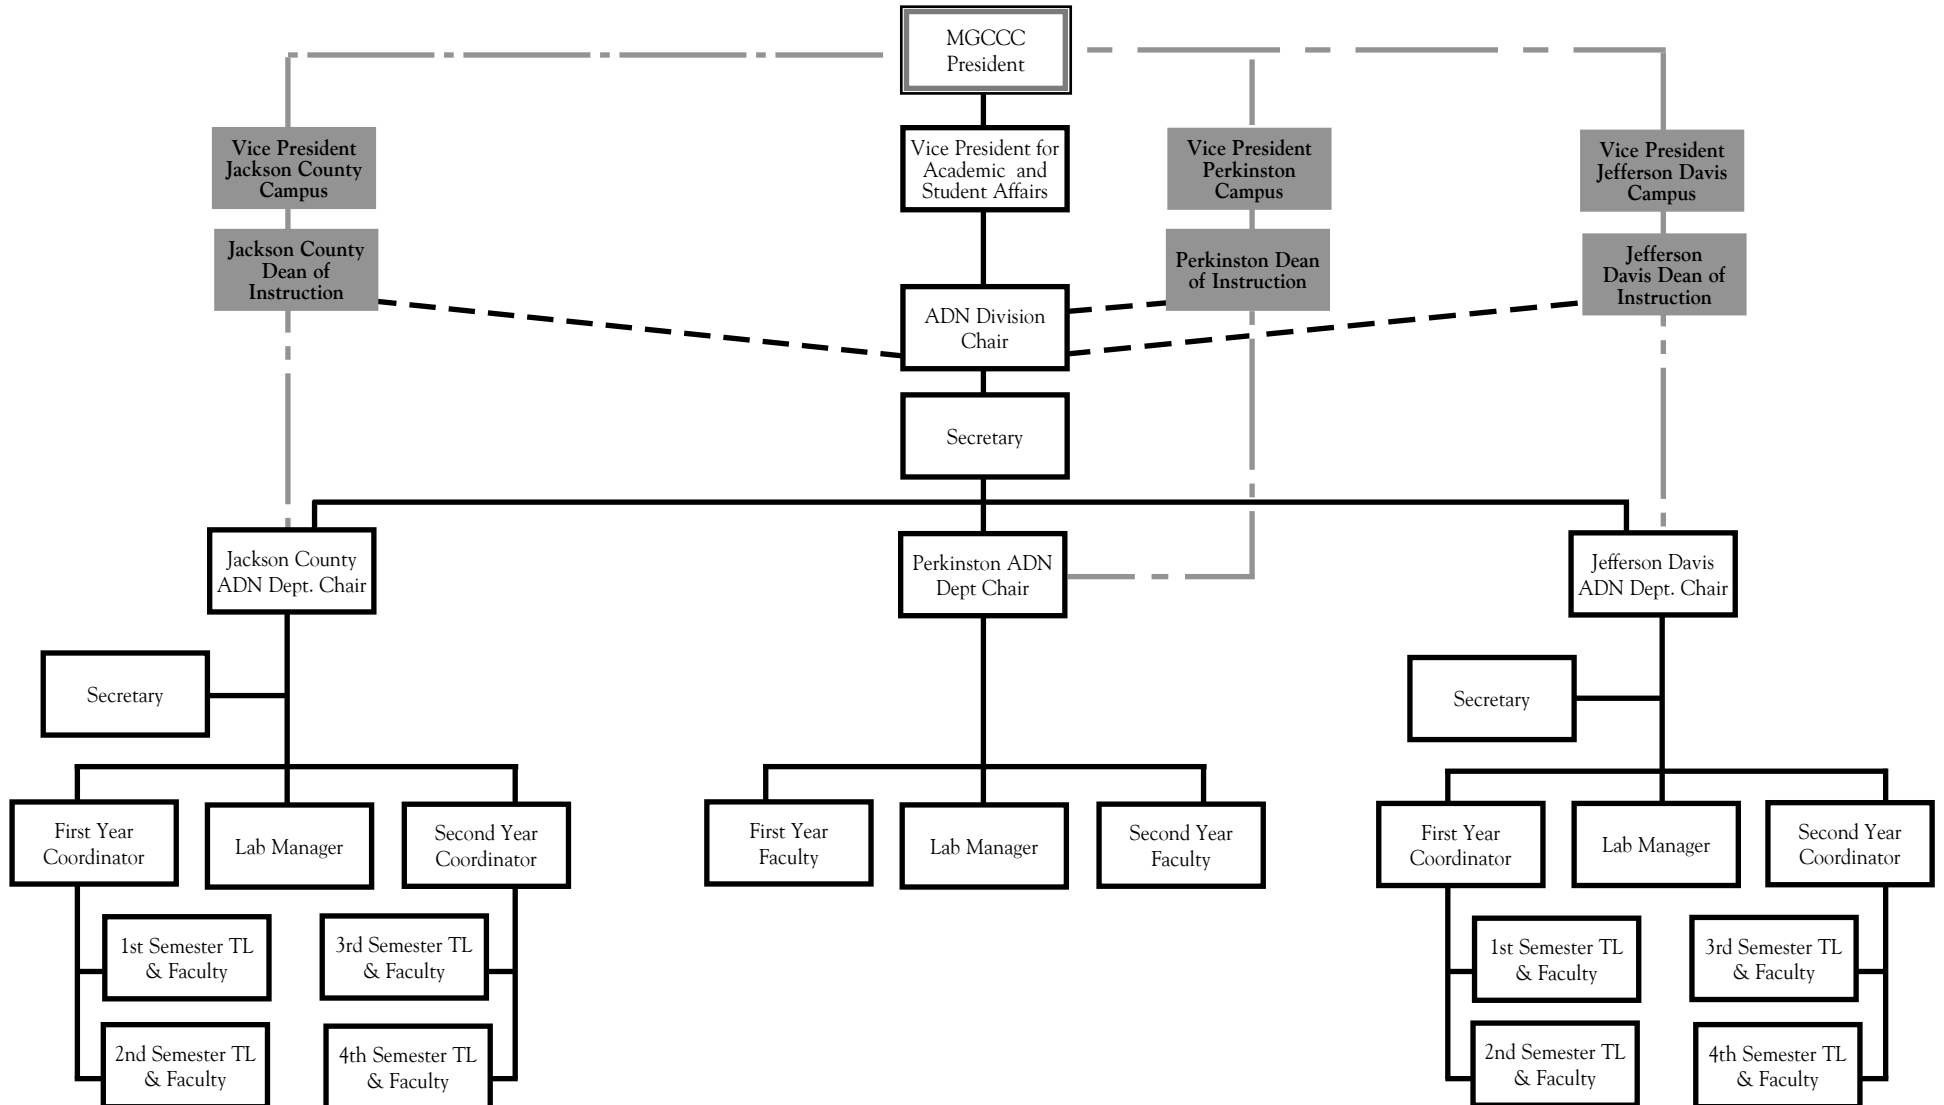 MGCCC
President
Vice President
Jackson County
Campus
Vice President for
Academic and
Student Affairs
Vice President
Perkinston
Campus
Vice President
Jefferson Davis
Campus
Jackson County
Dean of
Instruction
Perkinston Dean
of Instruction
Jefferson
Davis Dean of
Instruction
ADN Division
Chair
Secretary
Jackson County
ADN Dept. Chair
Perkinston ADN
Dept Chair
Jefferson Davis
ADN Dept. Chair
Secretary
Secretary
First Year
Coordinator
Lab Manager
Second Year
Coordinator
First Year
Faculty
Lab Manager
Second Year
Faculty
First Year
Coordinator
Lab Manager
Second Year
Coordinator
1st Semester TL
& Faculty
3rd Semester TL
& Faculty
1st Semester TL
& Faculty
3rd Semester TL
& Faculty
2nd Semester TL
& Faculty
4th Semester TL
& Faculty
2nd Semester TL
& Faculty
4th Semester TL
& Faculty